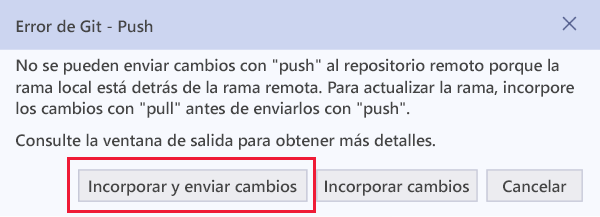 Error de Git - Push
No se pueden enviar cambios con "push" al repositorio remoto porque la
rama local está detrás de la rama remota. Para actualizar la rama, incorpore
los cambios con "pull" antes de enviarlos con "push".
Consulte la ventana de salida para obtener más detalles.
Incorporar y enviar cambios Incorporar cambios Cancelar